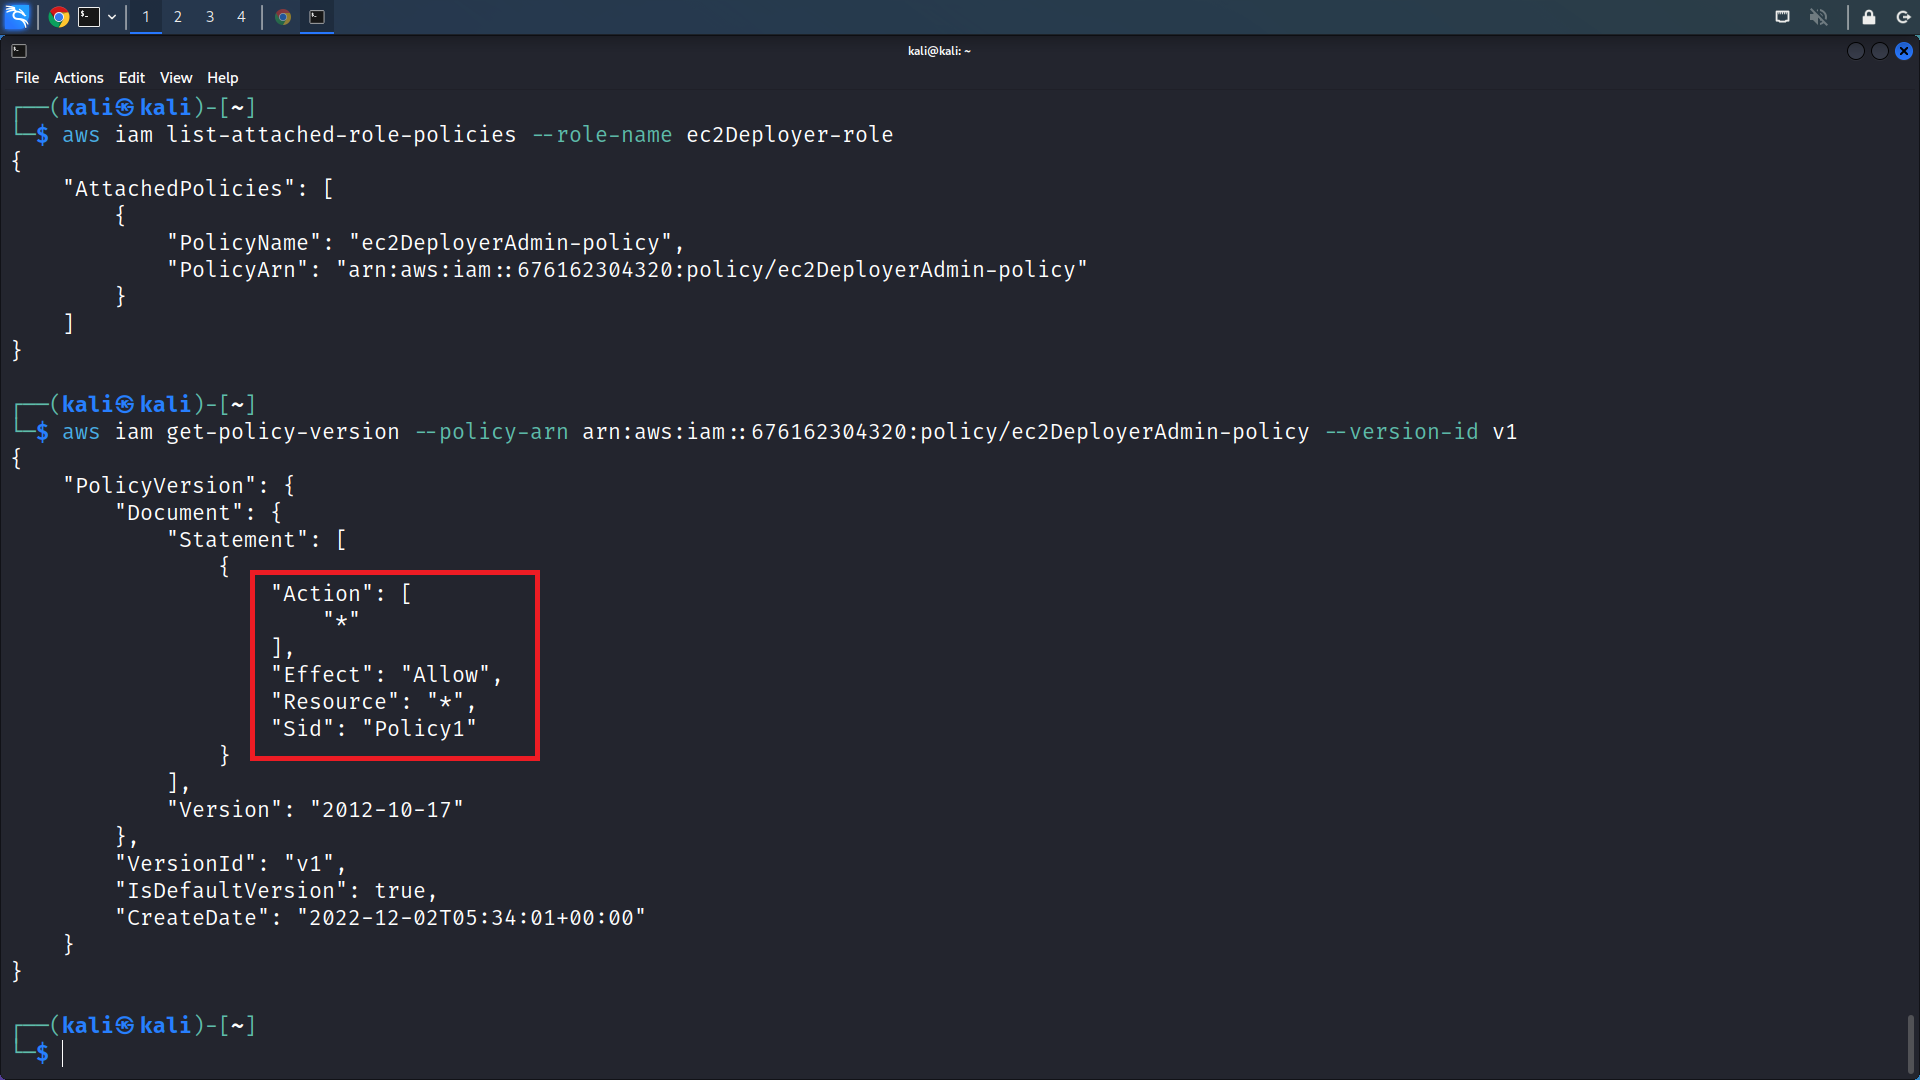 1 2 3 4
kali@kali: ~
File Actions Edit View Help
┌──(kali㉿kali)-[~]
└─$ aws iam list-attached-role-policies --role-name ec2Deployer-role
{
    "AttachedPolicies": [
        {
            "PolicyName": "ec2DeployerAdmin-policy",
            "PolicyArn": "arn:aws:iam::676162304320:policy/ec2DeployerAdmin-policy"
        }
    ]
}
┌──(kali㉿kali)-[~]
└─$ aws iam get-policy-version --policy-arn arn:aws:iam::676162304320:policy/ec2DeployerAdmin-policy --version-id v1
{
    "PolicyVersion": {
        "Document": {
            "Statement": [
                {
                    "Action": [
                        "*"
                    ],
                    "Effect": "Allow",
                    "Resource": "*",
                    "Sid": "Policy1"
                }
            ],
            "Version": "2012-10-17"
        },
        "VersionId": "v1",
        "IsDefaultVersion": true,
        "CreateDate": "2022-12-02T05:34:01+00:00"
    }
}
┌──(kali㉿kali)-[~]
└─$